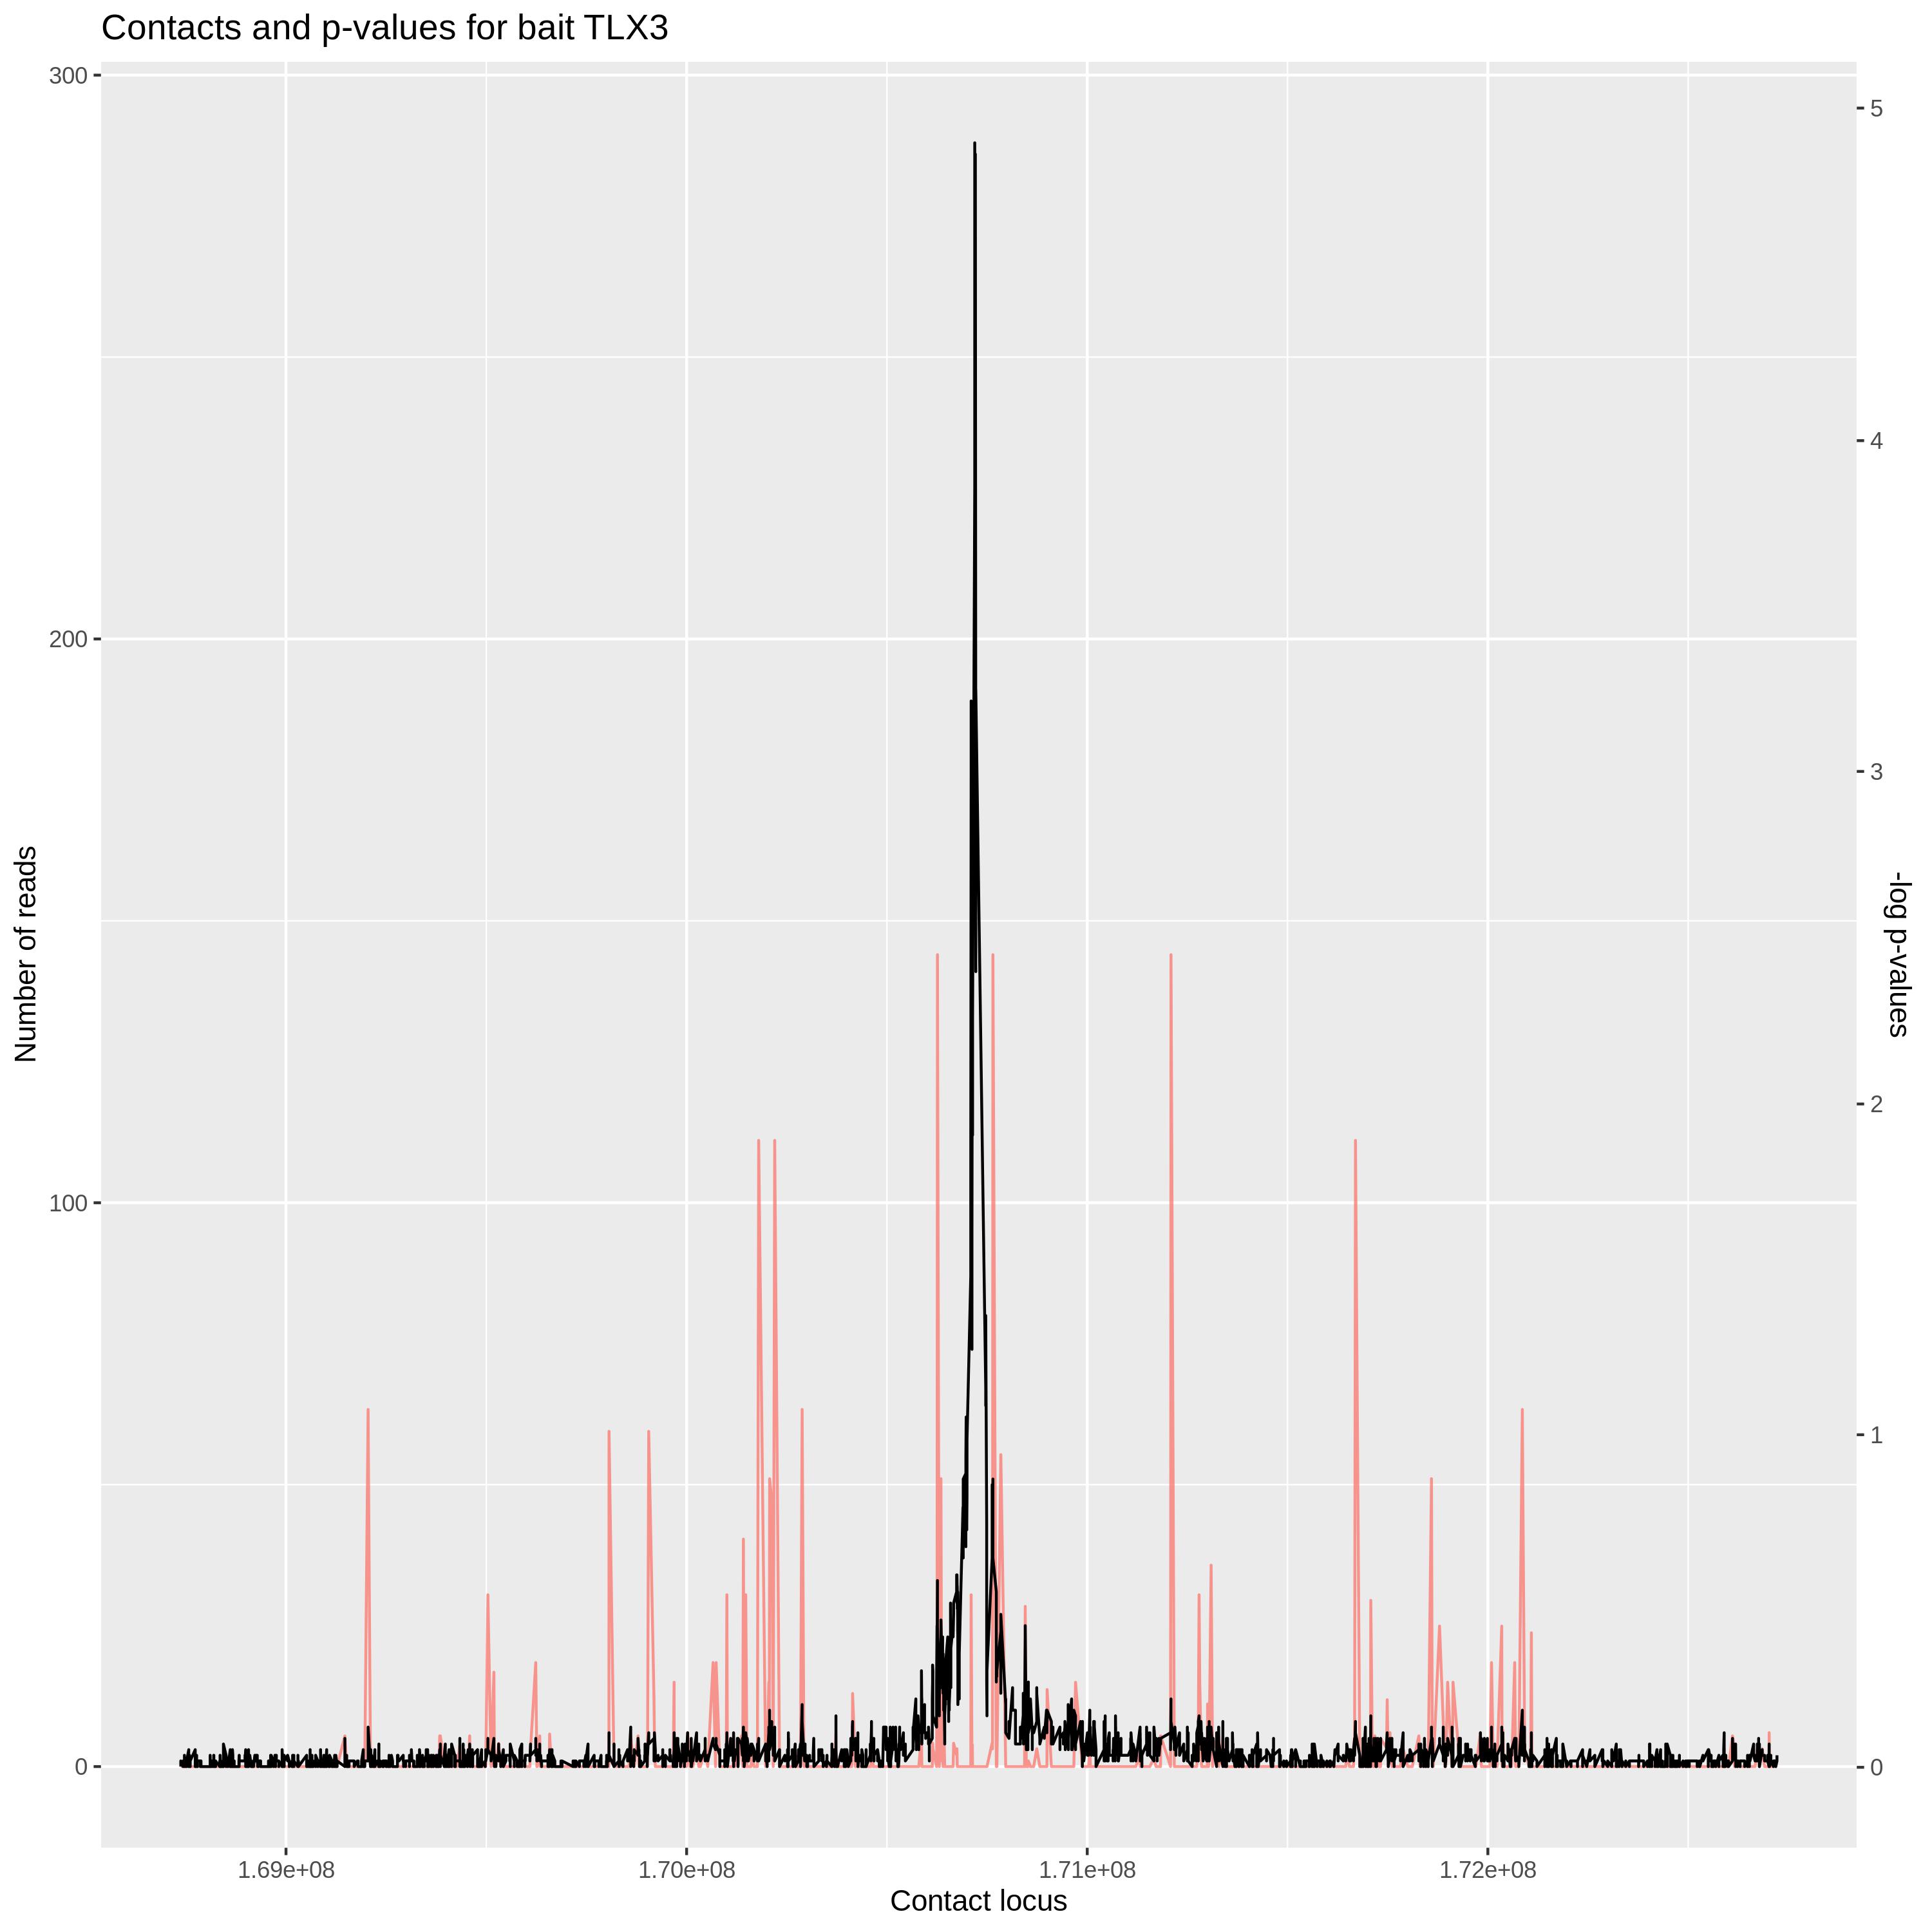 Contacts and p-values for bait TLX3
300
200
100
0
Number of reads
5
4
3
2
1
0
-log p-values
1.69e+08
1.70e+08
1.71e+08
1.72e+08
Contact locus